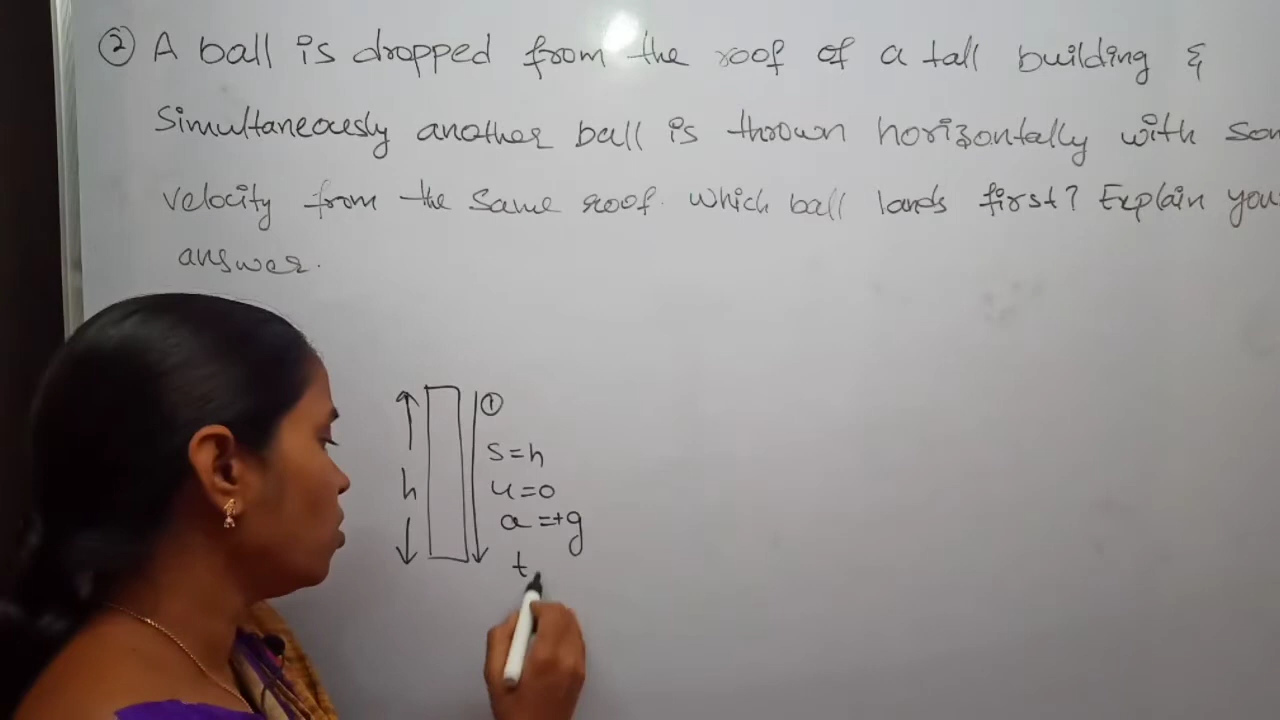 ② A ball is dropped from the roof of a tall building &
Simultaneously another ball is thrown horizontally with
velocity from the same roof. Which ball lands first? Explain
answer.
①
h
s=h
u=0
a=+g
t